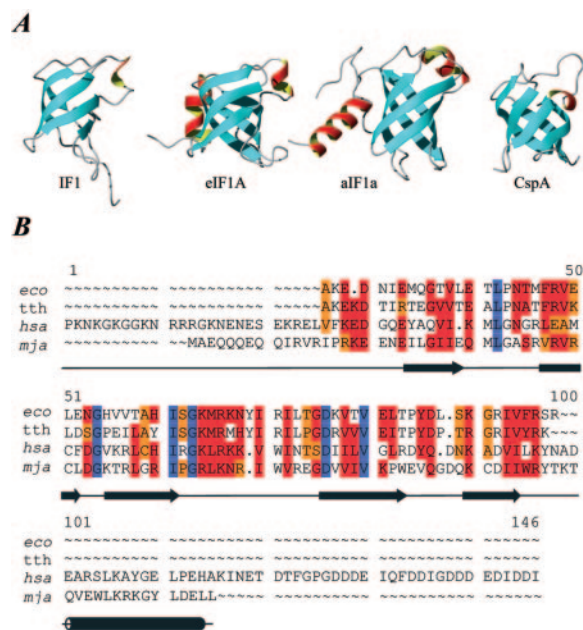 A
IF1 eIF1A aIF1a CspA
B
1 50
eco ~~~~~~~~~~ ~~~~~~~~~~ ~~~~~~~~~~AKE.D NIEMQGTVLE TLPNTMFRVE
tth ~~~~~~~~~~ ~~~~~~~~~~ ~~~~~~~~~~AKEKD TIRTEGVVTE ALPNATFRVK
hsa PKNKGKGGKN RRRGKNENES EKRELVFKED GQEYAQVI.K MLGNGRLEAM
mja ~~~~~~~~~~ ~~MAEQQQEQ QIRVRIPRKE ENEILGIIEQ MLGASRVRVR
51 100
eco LENGHVVTAH ISGKMRKNYI RILTGDKVTV ELTPYDL.SK GRIVFRSR~~
tth LDSGPEILAY ISGKMRMHYI RILPGDRVVV EITPYDP.TR GRIVYRK~~~
hsa CFDGVKRLCH IRGKLRKK.V WINTSDIILV GLRDYQ.DNK ADVILKYNAD
mja CLDGKTRLGR IPGRLKNR.I WVREGDVVIV KPWEVQGDQK CDIIWRYTKT
101 146
eco ~~~~~~~~~~ ~~~~~~~~~~ ~~~~~~~~~~ ~~~~~~~~~~ ~~~~~~
tth ~~~~~~~~~~ ~~~~~~~~~~ ~~~~~~~~~~ ~~~~~~~~~~ ~~~~~~
hsa EARSLKAYGE LPEHAKINET DTFGPGDDDE IQFDDIGDDD EDIDDI
mja QVEWLKRKGY LDELL~~~~~ ~~~~~~~~~~ ~~~~~~~~~~ ~~~~~~